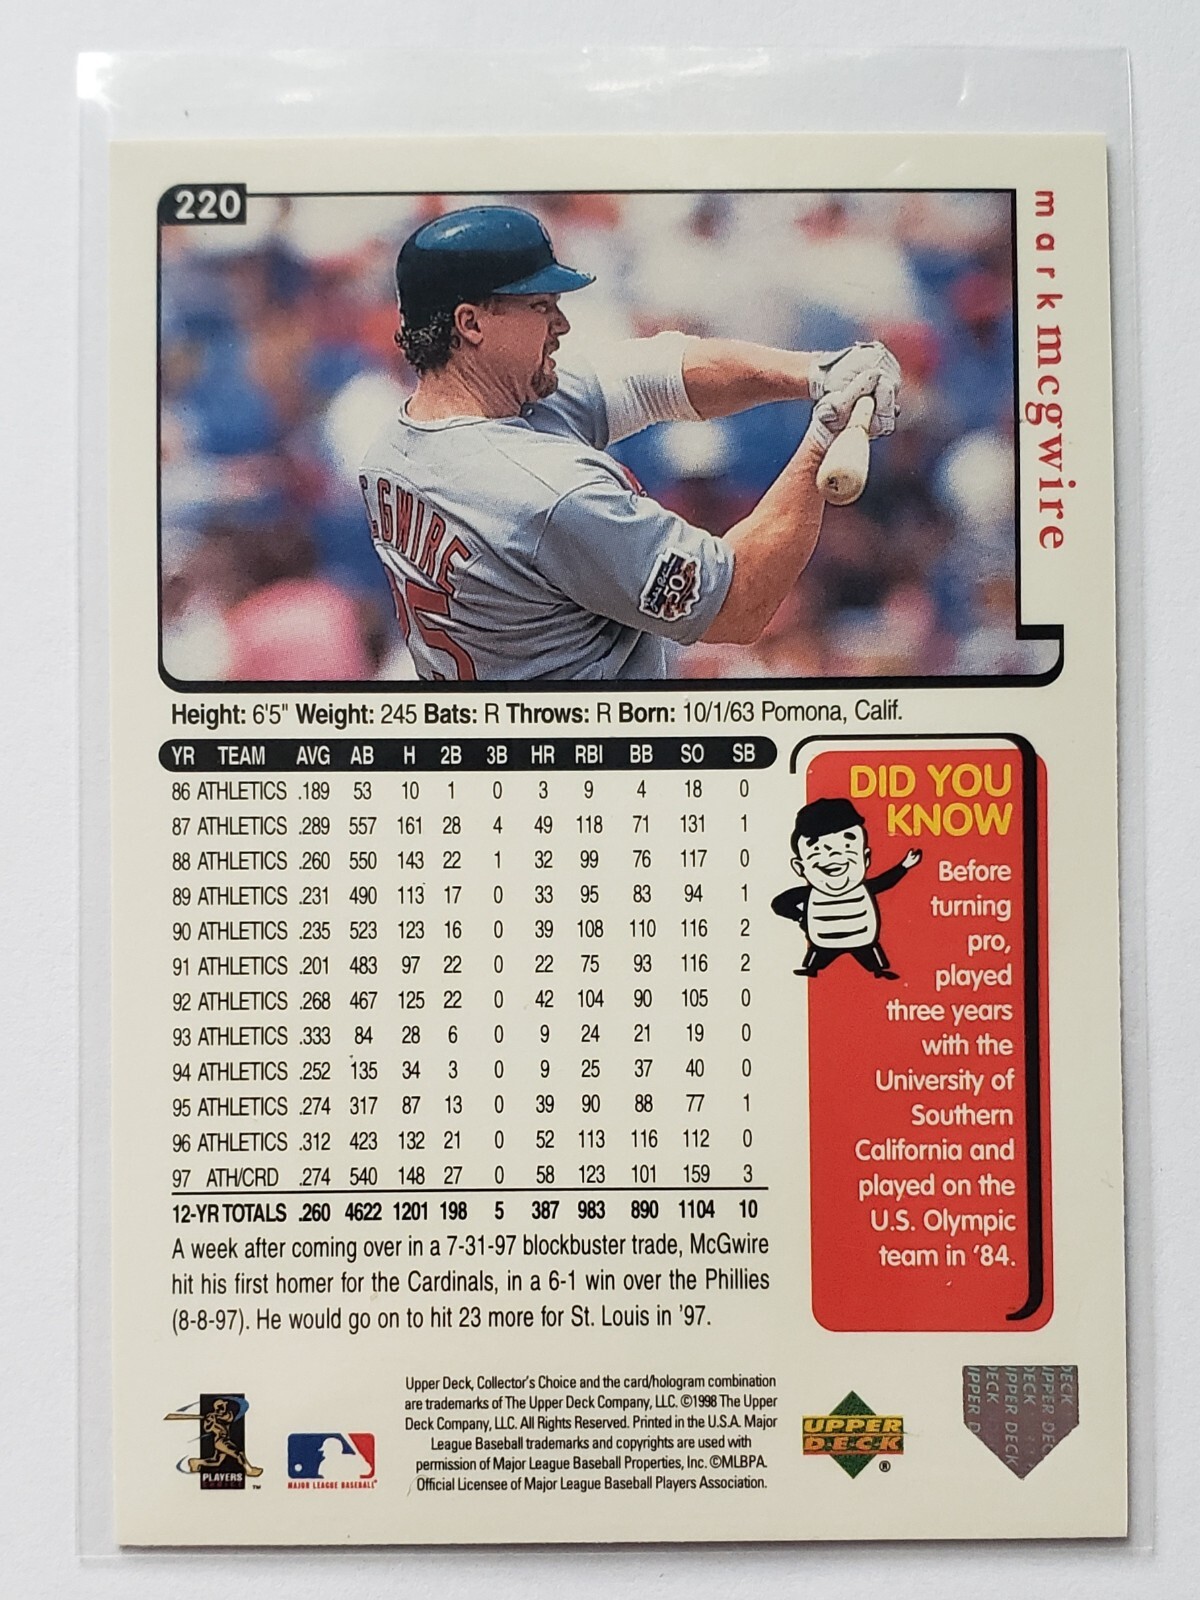 220
mark mcgwire
GWIRE
50
Height: 6'5" Weight: 245 Bats: R Throws: R Born: 10/1/63 Pomona, Calif.
YR TEAM AVG AB H 2B 3B HR RBI BB SO SB
86 ATHLETICS .189 53 10 1 0 3 9 4 18 0
87 ATHLETICS .289 557 161 28 4 49 118 71 131 1
88 ATHLETICS .260 550 143 22 1 32 99 76 117 0
89 ATHLETICS .231 490 113 17 0 33 95 83 94 1
90 ATHLETICS .235 523 123 16 0 39 108 110 116 2
91 ATHLETICS .201 483 97 22 0 22 75 93 116 2
92 ATHLETICS .268 467 125 22 0 42 104 90 105 0
93 ATHLETICS .333 84 28 6 0 9 24 21 19 0
94 ATHLETICS .252 135 34 3 0 9 25 37 40 0
95 ATHLETICS .274 317 87 13 0 39 90 88 77 1
96 ATHLETICS .312 423 132 21 0 52 113 116 112 0
97 ATH/CRD .274 540 148 27 0 58 123 101 159 3
12-YR TOTALS .260 4622 1201 198 5 387 983 890 1104 10
A week after coming over in a 7-31-97 blockbuster trade, McGwire
hit his first homer for the Cardinals, in a 6-1 win over the Phillies
(8-8-97). He would go on to hit 23 more for St. Louis in '97.
DID YOU
KNOW
Before
turning
pro,
played
three years
with the
University of
Southern
California and
played on the
U.S. Olympic
team in '84.
PLAYERS
CHOICE
TM
MAJOR LEAGUE BASEBALL
Upper Deck, Collector's Choice and the card/hologram combination
are trademarks of The Upper Deck Company, LLC. ©1998 The Upper
Deck Company, LLC. All Rights Reserved. Printed in the U.S.A. Major
League Baseball trademarks and copyrights are used with
permission of Major League Baseball Properties, Inc. ©MLBPA.
Official Licensee of Major League Baseball Players Association.
UPPER
DECK
®
UPPER DECK